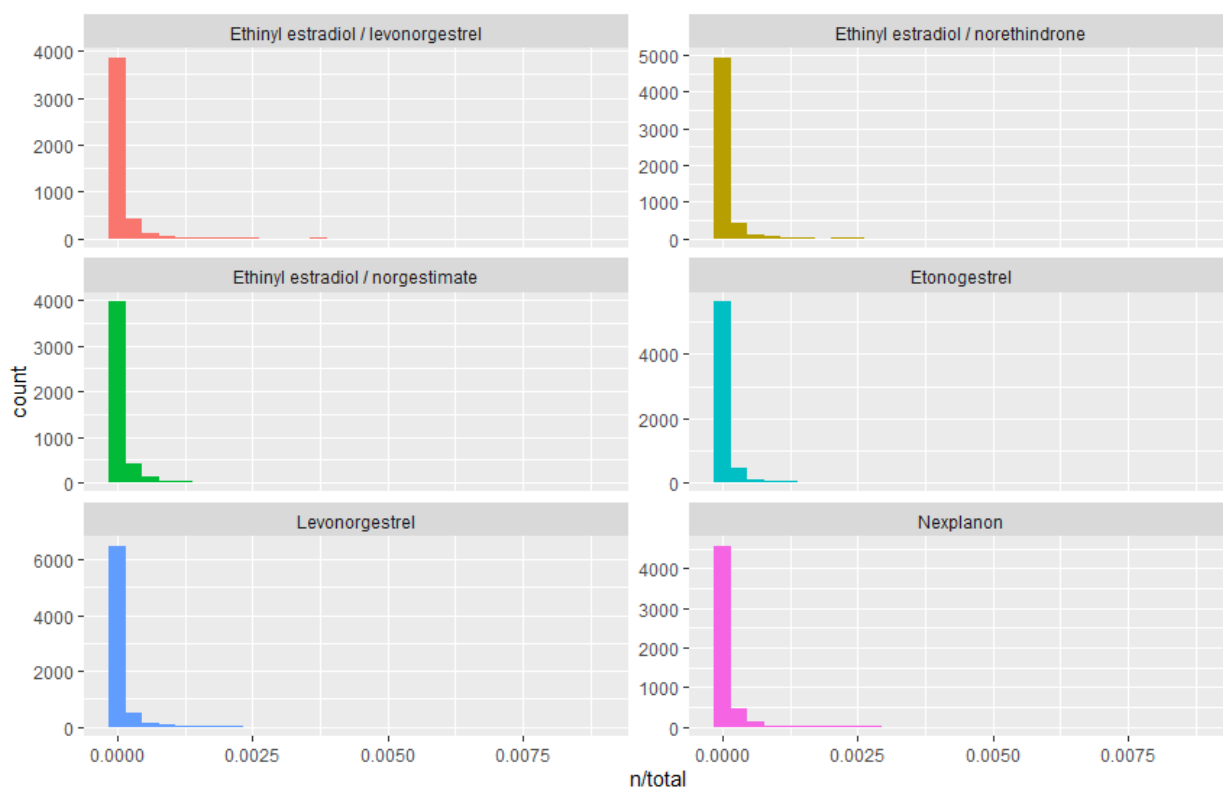 Ethinyl estradiol / levonorgestrel
Ethinyl estradiol / norethindrone
4000
3000
2000
1000
0
5000
4000
3000
2000
1000
0
Ethinyl estradiol / norgestimate
Etonogestrel
4000
3000
2000
1000
0
4000
2000
0
count
Levonorgestrel
Nexplanon
6000
4000
2000
0
4000
3000
2000
1000
0
0.0000 0.0025 0.0050 0.0075
0.0000 0.0025 0.0050 0.0075
n/total